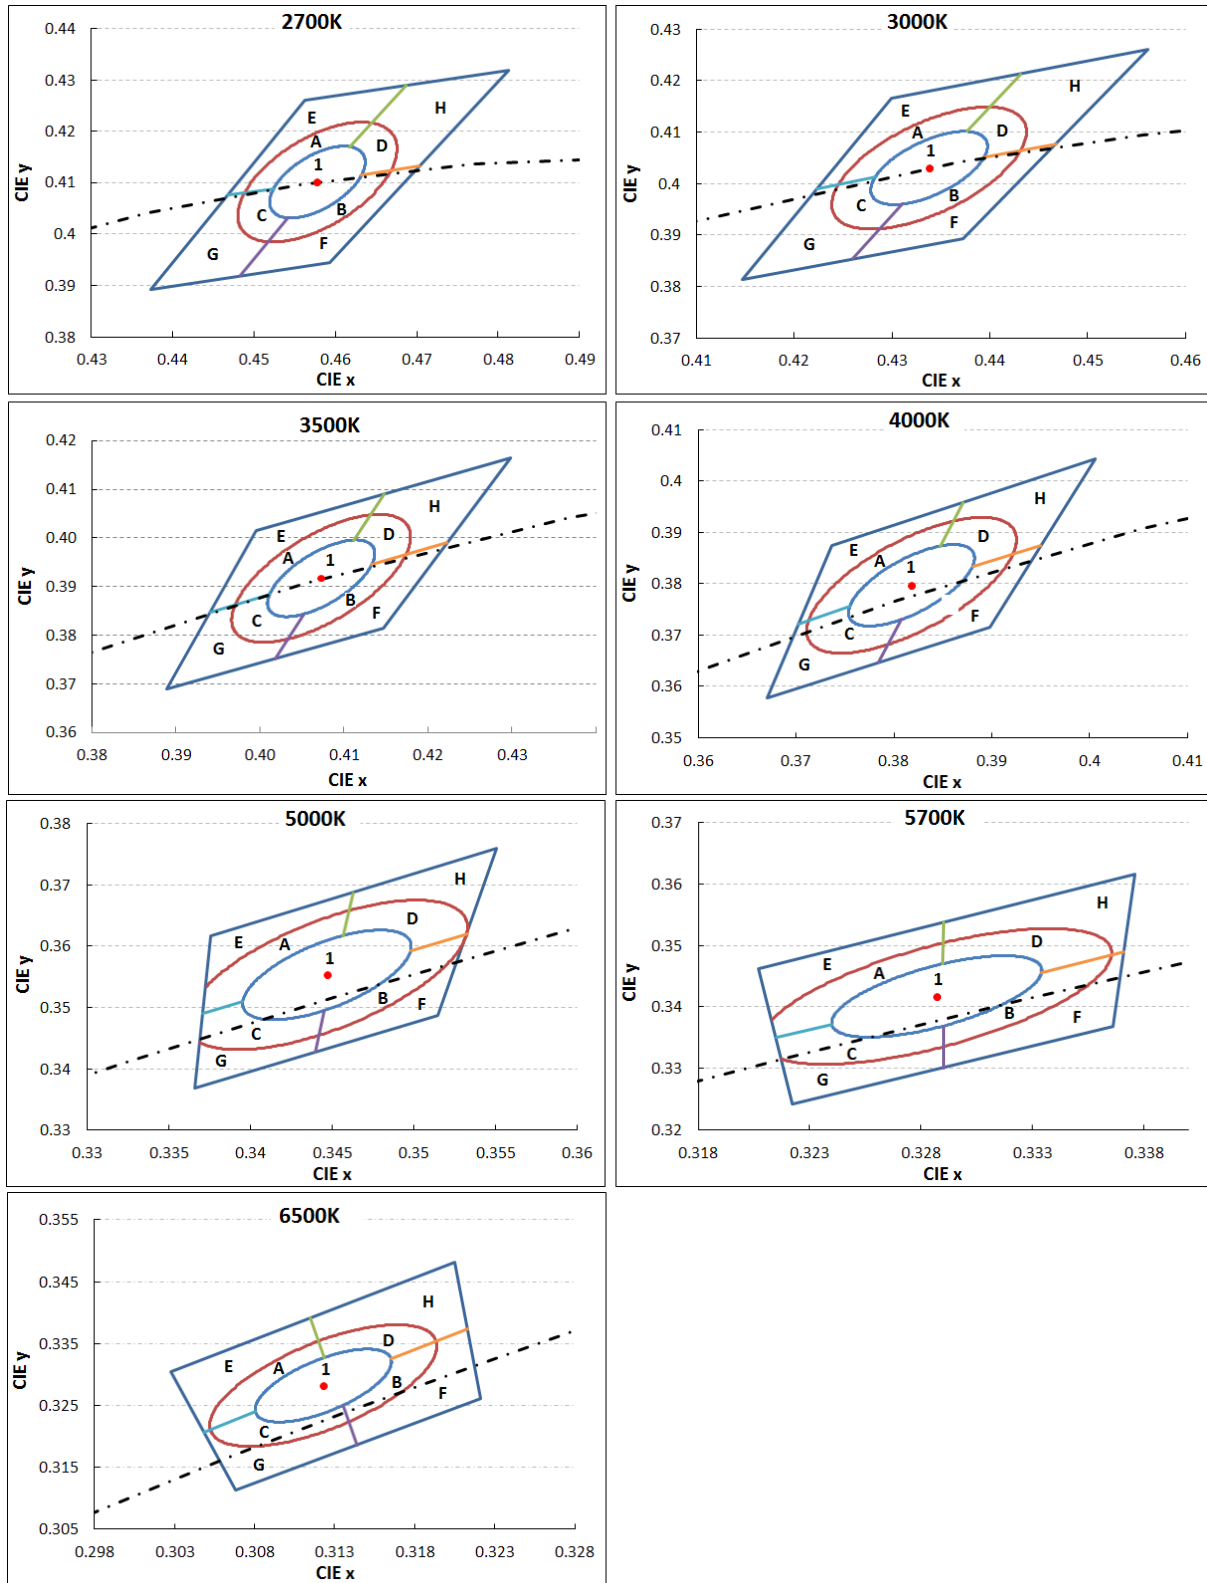 2700K
CIE y
0.44
0.43
0.42
0.41
0.4
0.39
0.38
E
H
A
D
1
C
B
G
F
0.43 0.44 0.45 0.46 0.47 0.48 0.49
CIE x
3000K
CIE y
0.43
0.42
0.41
0.4
0.39
0.38
0.37
H
E
A
D
1
C
B
F
G
0.41 0.42 0.43 0.44 0.45 0.46
CIE x
3500K
CIE y
0.42
0.41
0.40
0.39
0.38
0.37
0.36
H
E
D
A
1
B
C
F
G
0.38 0.39 0.40 0.41 0.42 0.43
CIE x
4000K
CIE y
0.41
0.4
0.39
0.38
0.37
0.36
0.35
H
E
D
A
1
B
C
F
G
0.36 0.37 0.38 0.39 0.4 0.41
CIE x
5000K
CIE y
0.38
0.37
0.36
0.35
0.34
0.33
H
E
A
D
1
B
F
C
G
0.33 0.335 0.34 0.345 0.35 0.355 0.36
CIE x
5700K
CIE y
0.37
0.36
0.35
0.34
0.33
0.32
H
E
D
A
1
B
F
C
G
0.318 0.323 0.328 0.333 0.338
CIE x
6500K
CIE y
0.355
0.345
0.335
0.325
0.315
0.305
H
D
E
A
1
B
F
C
G
0.298 0.303 0.308 0.313 0.318 0.323 0.328
CIE x